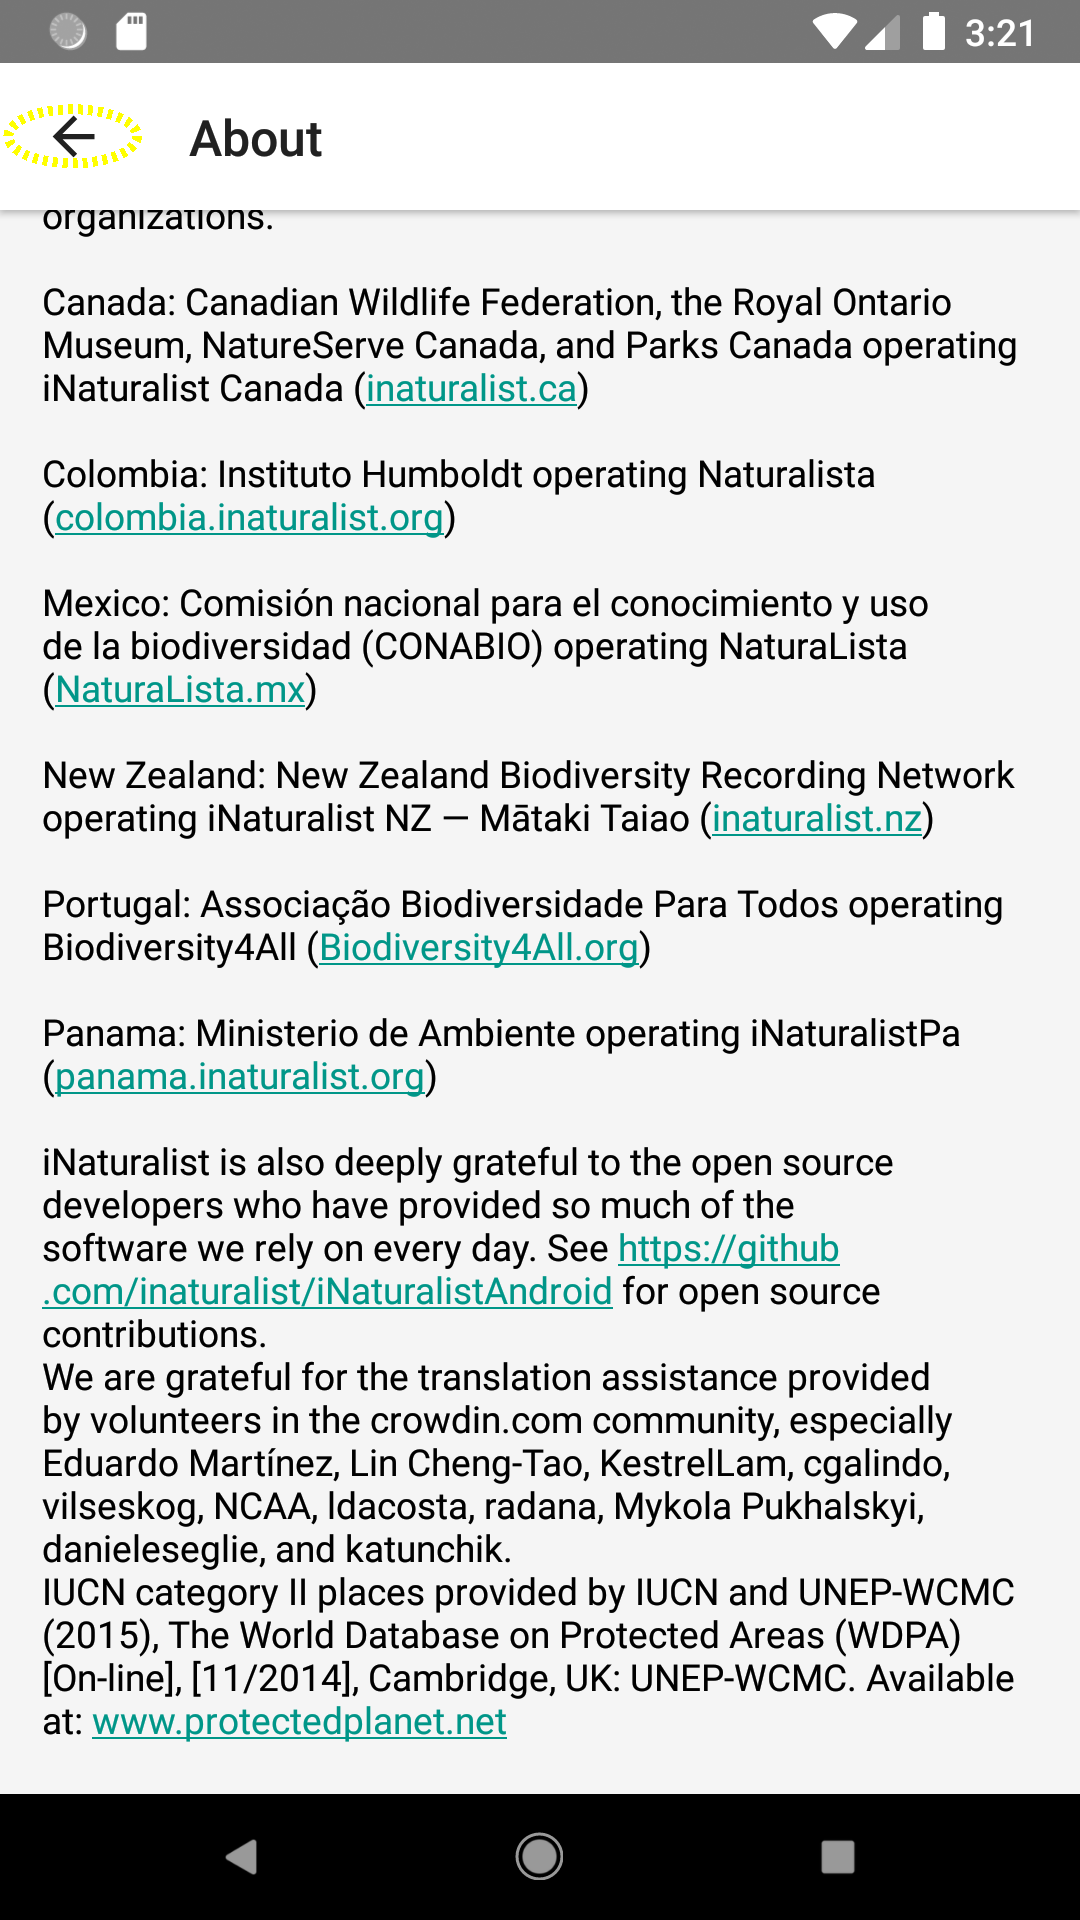 3:21
About
organizations.
Canada: Canadian Wildlife Federation, the Royal Ontario
Museum, NatureServe Canada, and Parks Canada operating
iNaturalist Canada (inaturalist.ca)
Colombia: Instituto Humboldt operating Naturalista
(colombia.inaturalist.org)
Mexico: Comisión nacional para el conocimiento y uso
de la biodiversidad (CONABIO) operating NaturaLista
(NaturaLista.mx)
New Zealand: New Zealand Biodiversity Recording Network
operating iNaturalist NZ — Mātaki Taiao (inaturalist.nz)
Portugal: Associação Biodiversidade Para Todos operating
Biodiversity4All (Biodiversity4All.org)
Panama: Ministerio de Ambiente operating iNaturalistPa
(panama.inaturalist.org)
iNaturalist is also deeply grateful to the open source
developers who have provided so much of the
software we rely on every day. See https://github
.com/inaturalist/iNaturalistAndroid for open source
contributions.
We are grateful for the translation assistance provided
by volunteers in the crowdin.com community, especially
Eduardo Martínez, Lin Cheng-Tao, KestrelLam, cgalindo,
vilseskog, NCAA, ldacosta, radana, Mykola Pukhalskyi,
danieleseglie, and katunchik.
IUCN category II places provided by IUCN and UNEP-WCMC
(2015), The World Database on Protected Areas (WDPA)
[On-line], [11/2014], Cambridge, UK: UNEP-WCMC. Available
at: www.protectedplanet.net